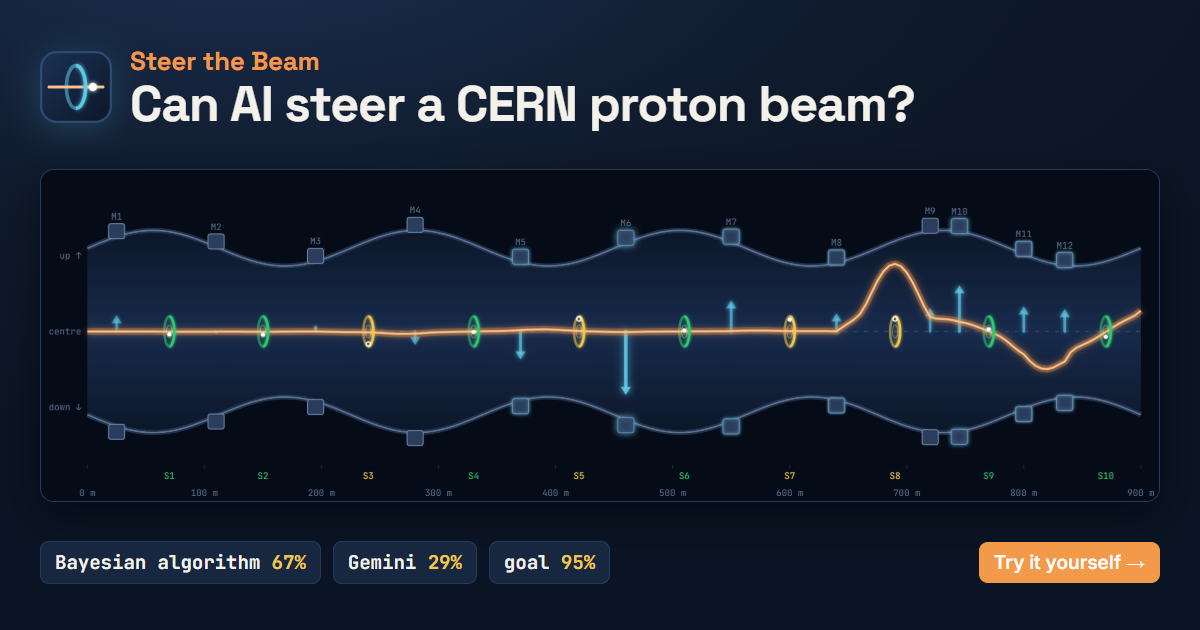 Steer the Beam
Can AI steer a CERN proton beam?
M1 M2 M3 M4 M5 M6 M7 M8 M9 M10 M11 M12
up ↑
centre
down ↓
S1 S2 S3 S4 S5 S6 S7 S8 S9 S10
0 m 100 m 200 m 300 m 400 m 500 m 600 m 700 m 800 m 900 m
Bayesian algorithm 67% Gemini 29% goal 95% Try it yourself →